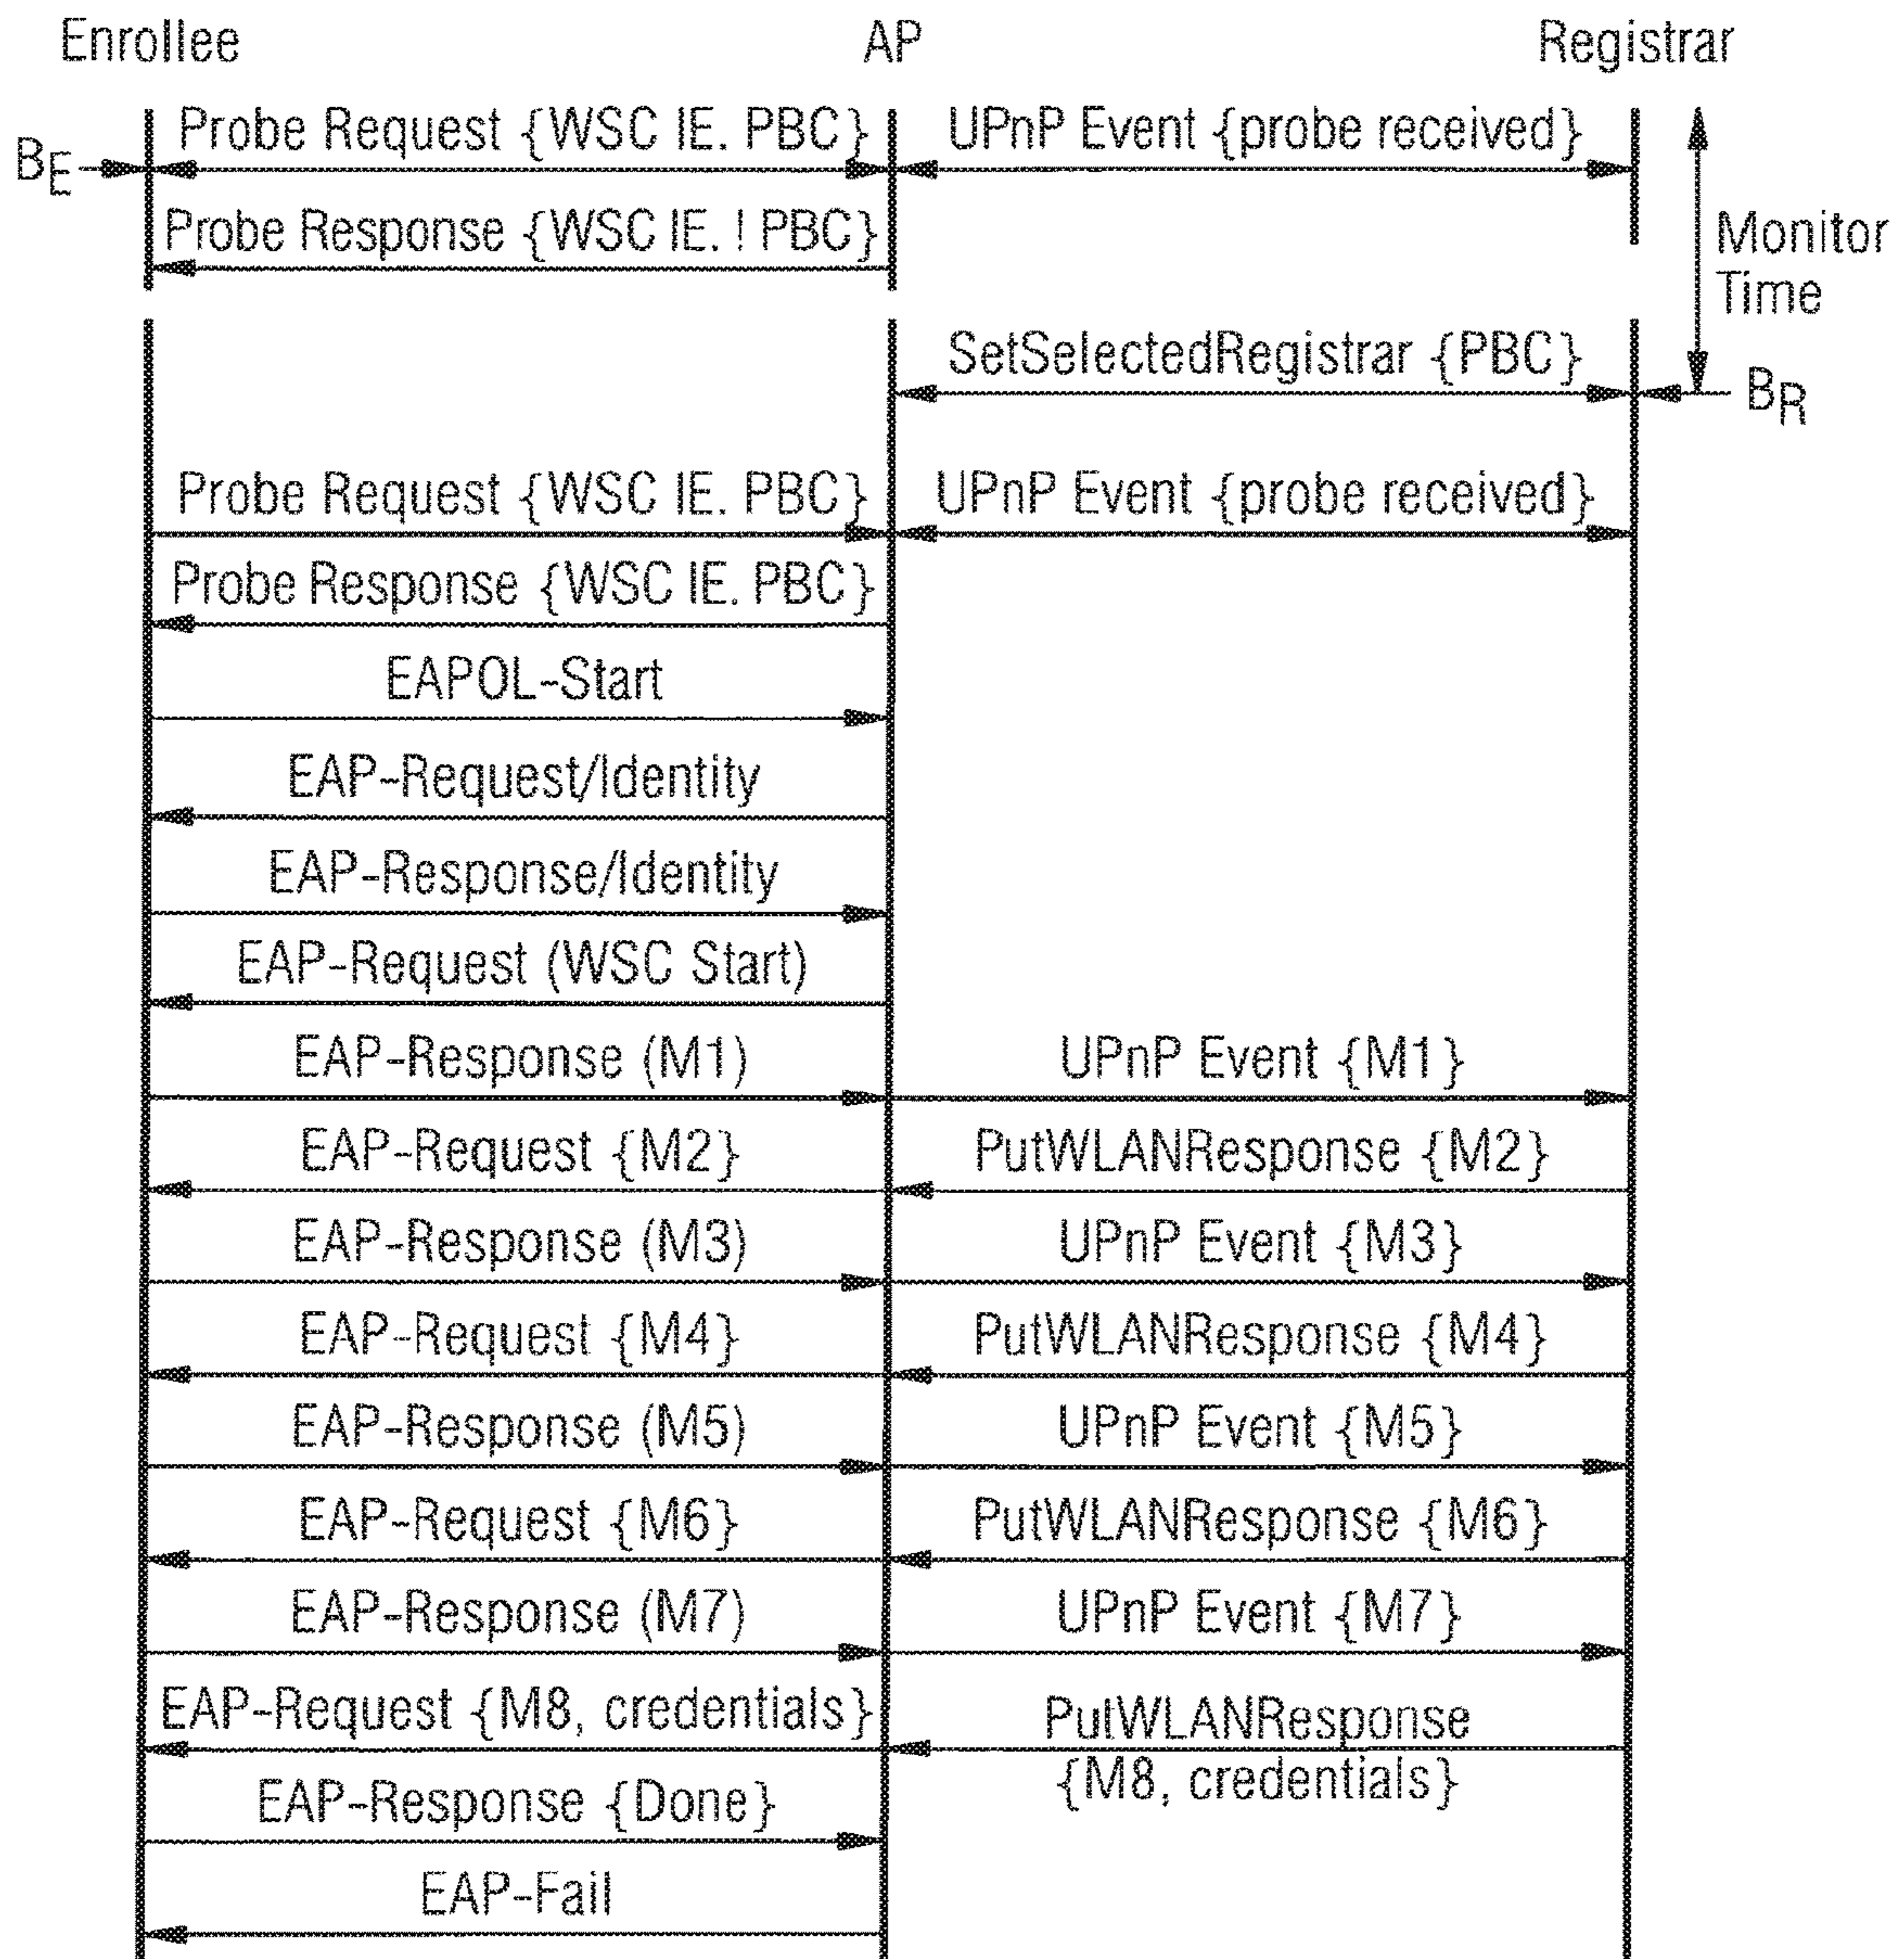 Enrollee AP Registrar
Probe Request {WSC IE. PBC} UPnP Event {probe received}
BE
Probe Response {WSC IE. ! PBC}
Monitor
Time
SetSelectedRegistrar {PBC}
BR
Probe Request {WSC IE. PBC} UPnP Event {probe received}
Probe Response {WSC IE. PBC}
EAPOL-Start
EAP-Request/Identity
EAP-Response/Identity
EAP-Request (WSC Start)
EAP-Response (M1) UPnP Event {M1}
EAP-Request {M2} PutWLANResponse {M2}
EAP-Response (M3) UPnP Event {M3}
EAP-Request {M4} PutWLANResponse {M4}
EAP-Response (M5) UPnP Event {M5}
EAP-Request {M6} PutWLANResponse {M6}
EAP-Response (M7) UPnP Event {M7}
EAP-Request {M8, credentials} PutWLANResponse
{M8, credentials}
EAP-Response {Done}
EAP-Fail